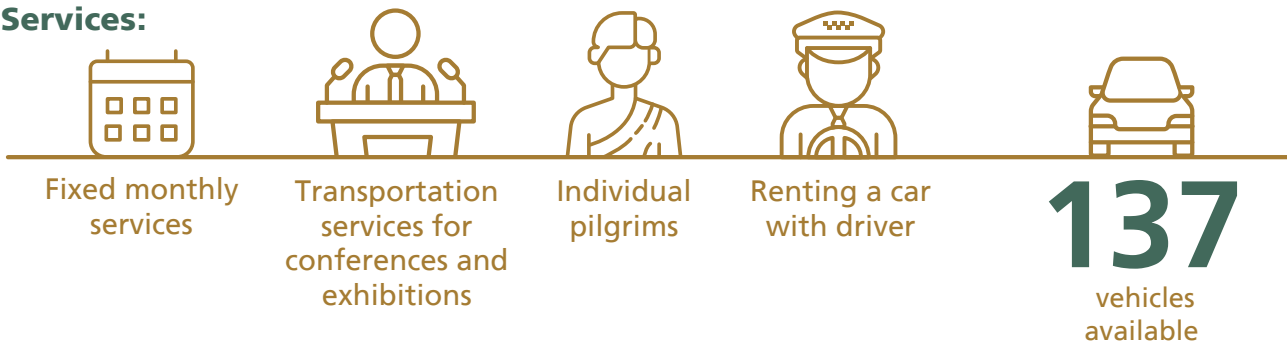 Services:
Fixed monthly
services
Transportation
services for
conferences and
exhibitions
Individual
pilgrims
Renting a car
with driver
137
vehicles
available